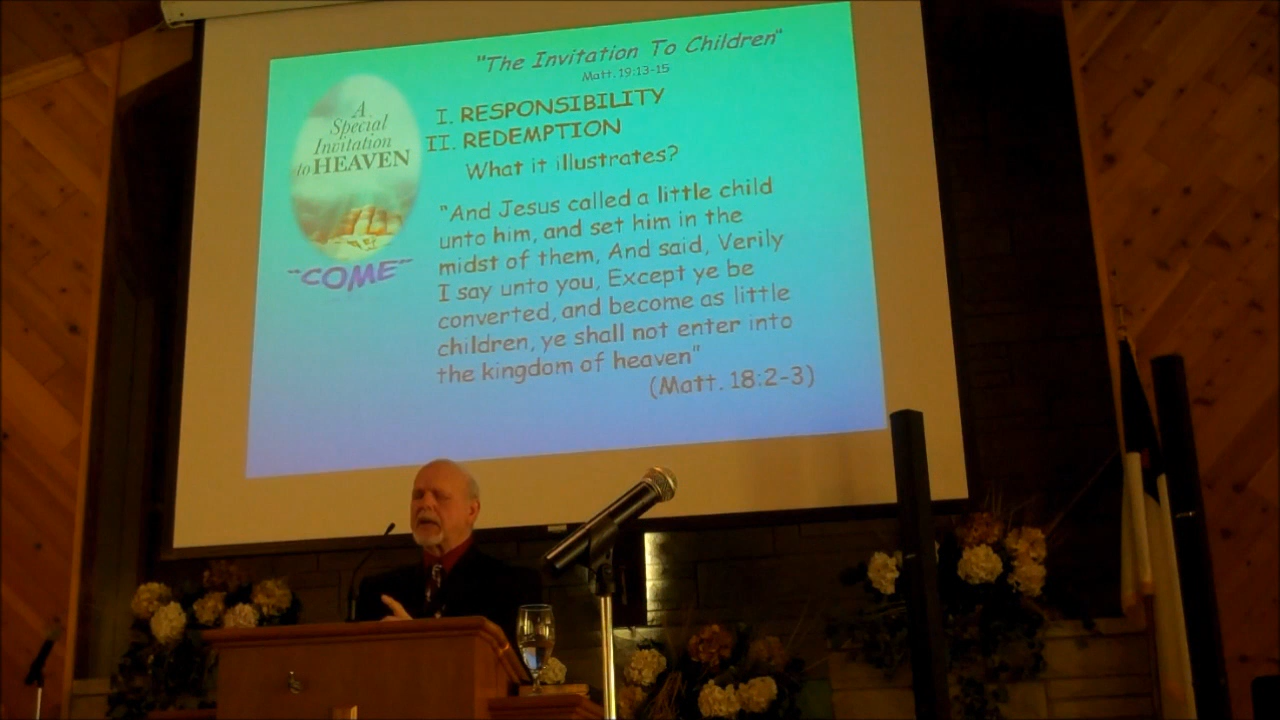 "The Invitation To Children"
Matt. 19:13-15
I. RESPONSIBILITY
II. REDEMPTION
What it illustrates?
"And Jesus called a little child
unto him, and set him in the
midst of them, And said, Verily
I say unto you, Except ye be
converted, and become as little
children, ye shall not enter into
the kingdom of heaven"
(Matt. 18:2-3)
A
Special
Invitation
to HEAVEN
"COME"